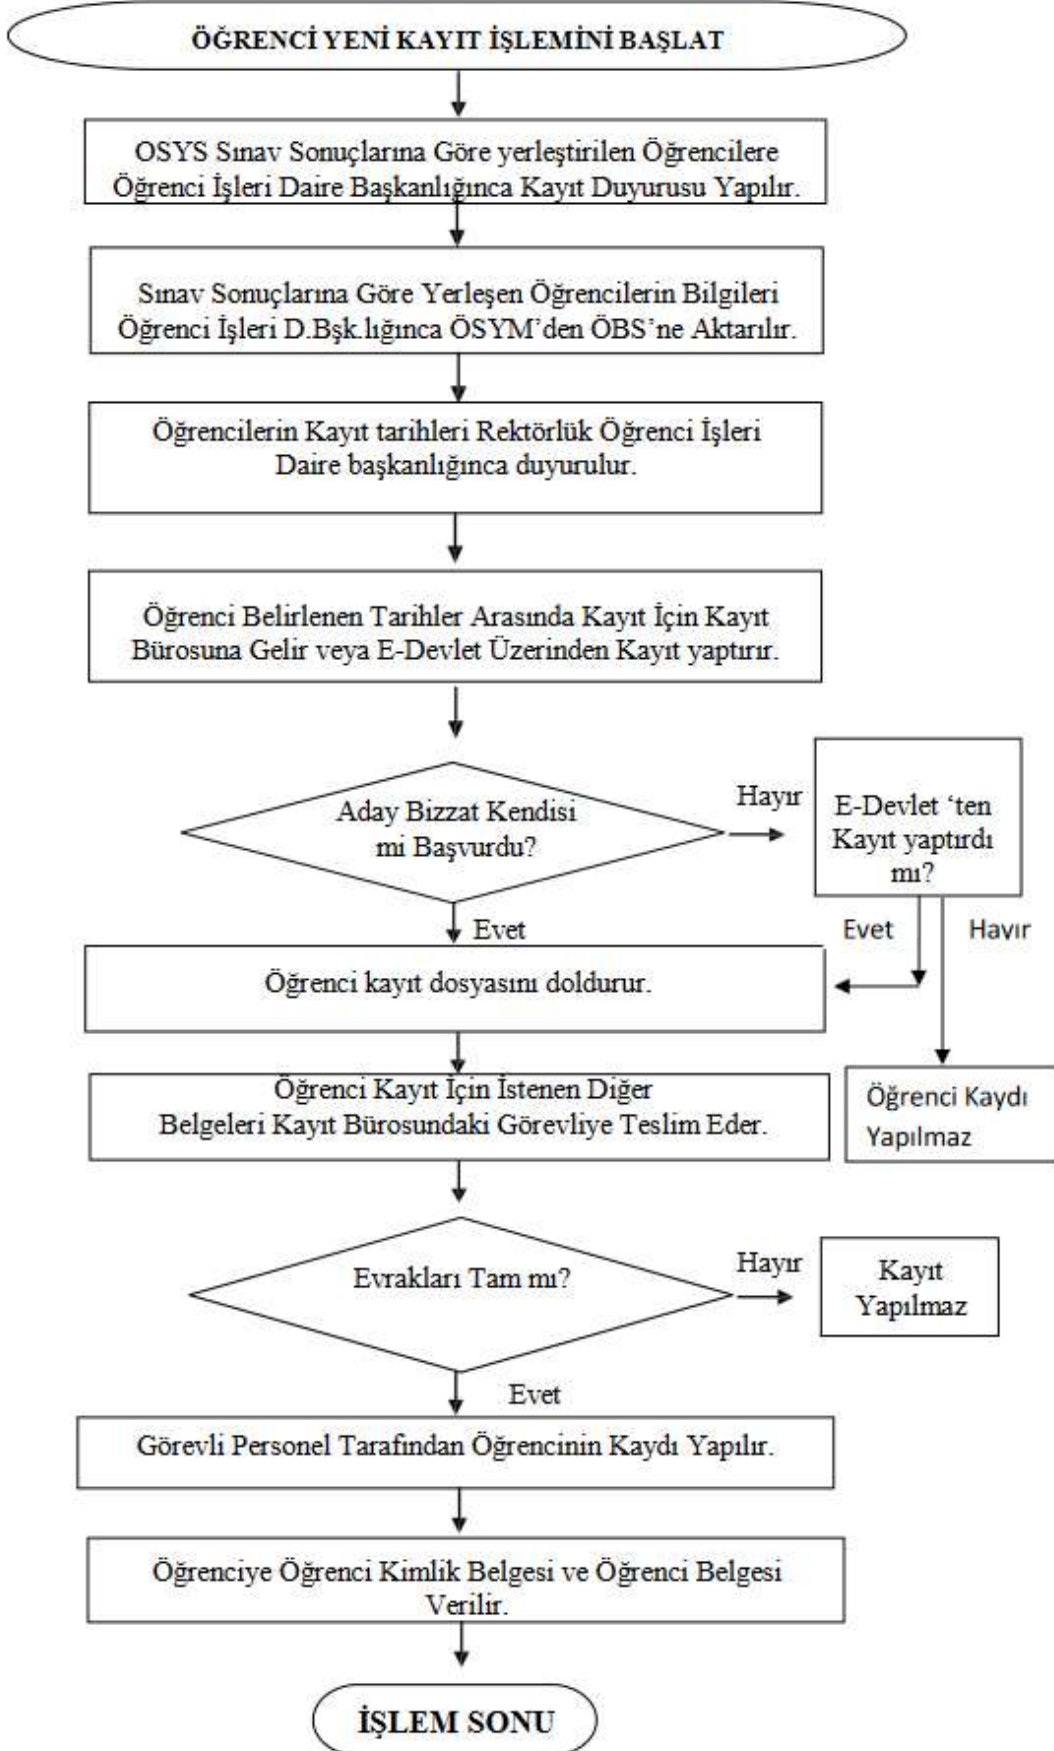 ÖĞRENCİ YENİ KAYIT İŞLEMİNİ BAŞLAT
OSYS Sınav Sonuçlarına Göre yerleştirilen Öğrencilere
Öğrenci İşleri Daire Başkanlığınca Kayıt Duyurusu Yapılır.
Sınav Sonuçlarına Göre Yerleşen Öğrencilerin Bilgileri
Öğrenci İşleri D.Bşk.lığınca ÖSYM’den ÖBS’ne Aktarılır.
Öğrencilerin Kayıt tarihleri Rektörlük Öğrenci İşleri
Daire başkanlığınca duyurulur.
Öğrenci Belirlenen Tarihler Arasında Kayıt İçin Kayıt
Bürosuna Gelir veya E-Devlet Üzerinden Kayıt yaptırır.
Aday Bizzat Kendisi
mi Başvurdu?
Hayır
E-Devlet ‘ten
Kayıt yaptırdı
mı?
Evet
Evet
Hayır
Öğrenci kayıt dosyasını doldurur.
Öğrenci Kayıt İçin İstenen Diğer
Belgeleri Kayıt Bürosundaki Görevliye Teslim Eder.
Öğrenci Kaydı
Yapılmaz
Evrakları Tam mı?
Hayır
Kayıt
Yapılmaz
Evet
Görevli Personel Tarafından Öğrencinin Kaydı Yapılır.
Öğrenciye Öğrenci Kimlik Belgesi ve Öğrenci Belgesi
Verilir.
İŞLEM SONU